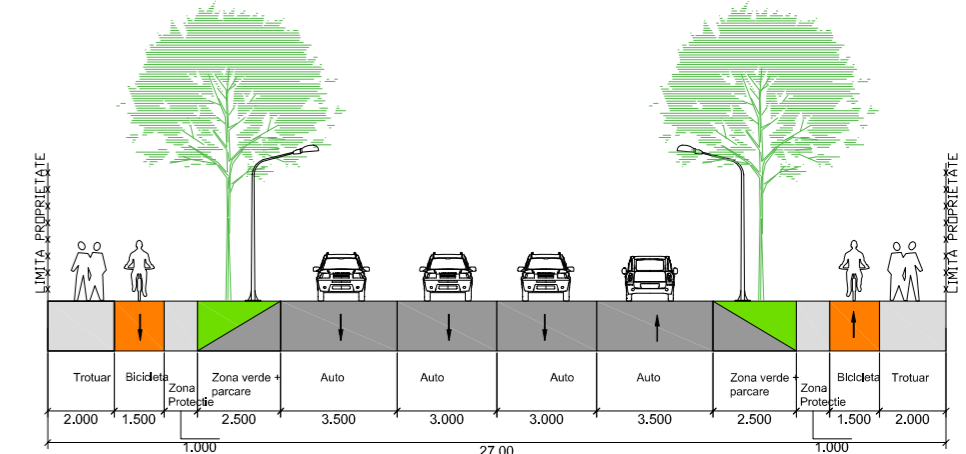 LIMITA PROPRIETATE
LIMITA PROPRIETATE
Trotuar
Bicicleta
Zona
Protectie
Zona verde +
parcare
Auto
Auto
Auto
Auto
Zona verde +
parcare
Zona
Protectie
Bicicleta
Trotuar
2.000
1.500
2.500
3.500
3.000
3.000
3.500
2.500
1.500
2.000
1.000
27.00
1.000